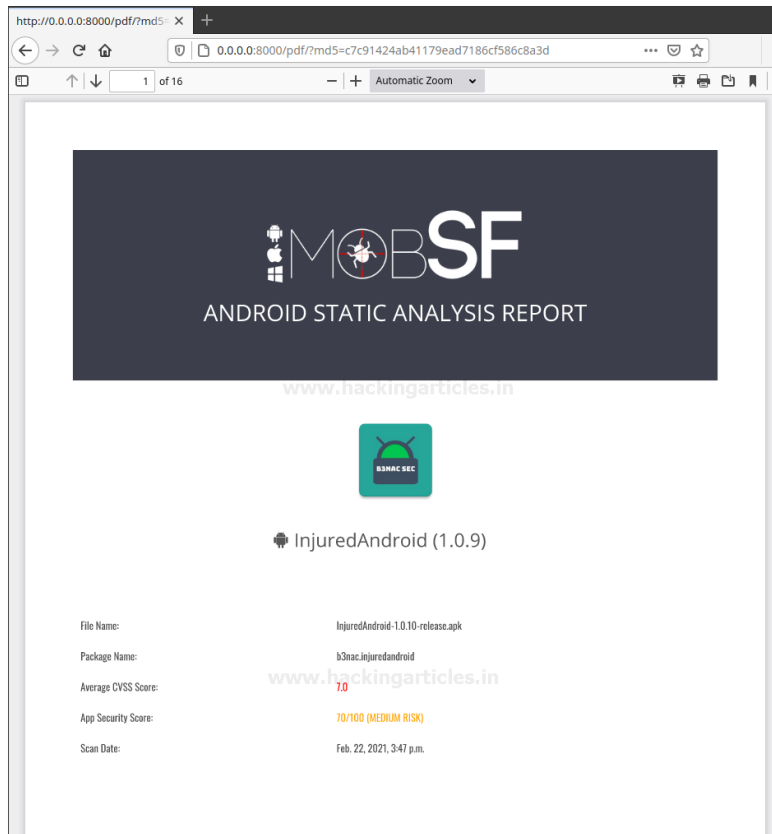 http://0.0.0.0:8000/pdf/?md5=
0.0.0.0:8000/pdf/?md5=c7c91424ab41179ead7186cf586c8a3d
1 of 16
Automatic Zoom
MOBSF
ANDROID STATIC ANALYSIS REPORT
www.hackingarticles.in
B3NAC SEC
InjuredAndroid (1.0.9)
File Name: InjuredAndroid-1.0.10-release.apk
Package Name: b3nac.injuredandroid
www.hackingarticles.in
Average CVSS Score: 7.0
App Security Score: 70/100 (MEDIUM RISK)
Scan Date: Feb. 22, 2021, 3:47 p.m.